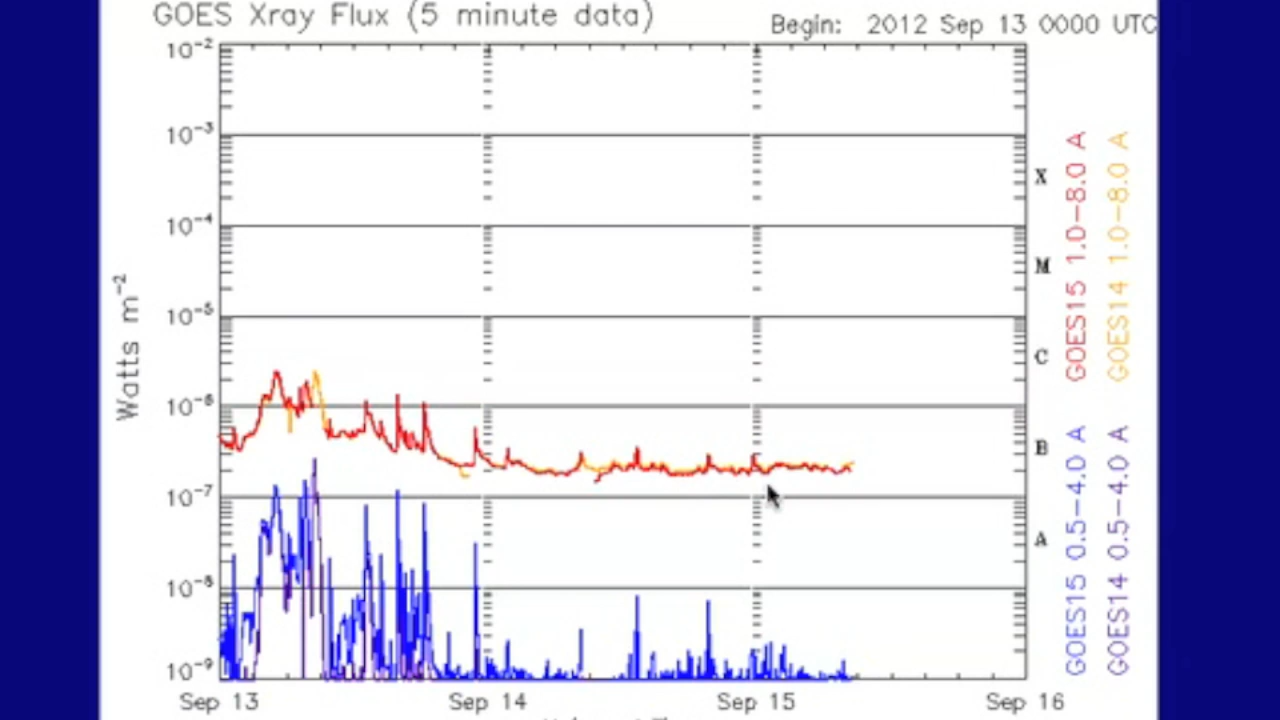 GOES Xray Flux (5 minute data)
Begin: 2012 Sep 13 0000 UTC
10⁻²
10⁻³
10⁻⁴
10⁻⁵
10⁻⁶
10⁻⁷
10⁻⁸
10⁻⁹
Watts m⁻²
X
M
C
B
A
GOES15 1.0-8.0 A
GOES14 1.0-8.0 A
GOES15 0.5-4.0 A
GOES14 0.5-4.0 A
Sep 13
Sep 14
Sep 15
Sep 16